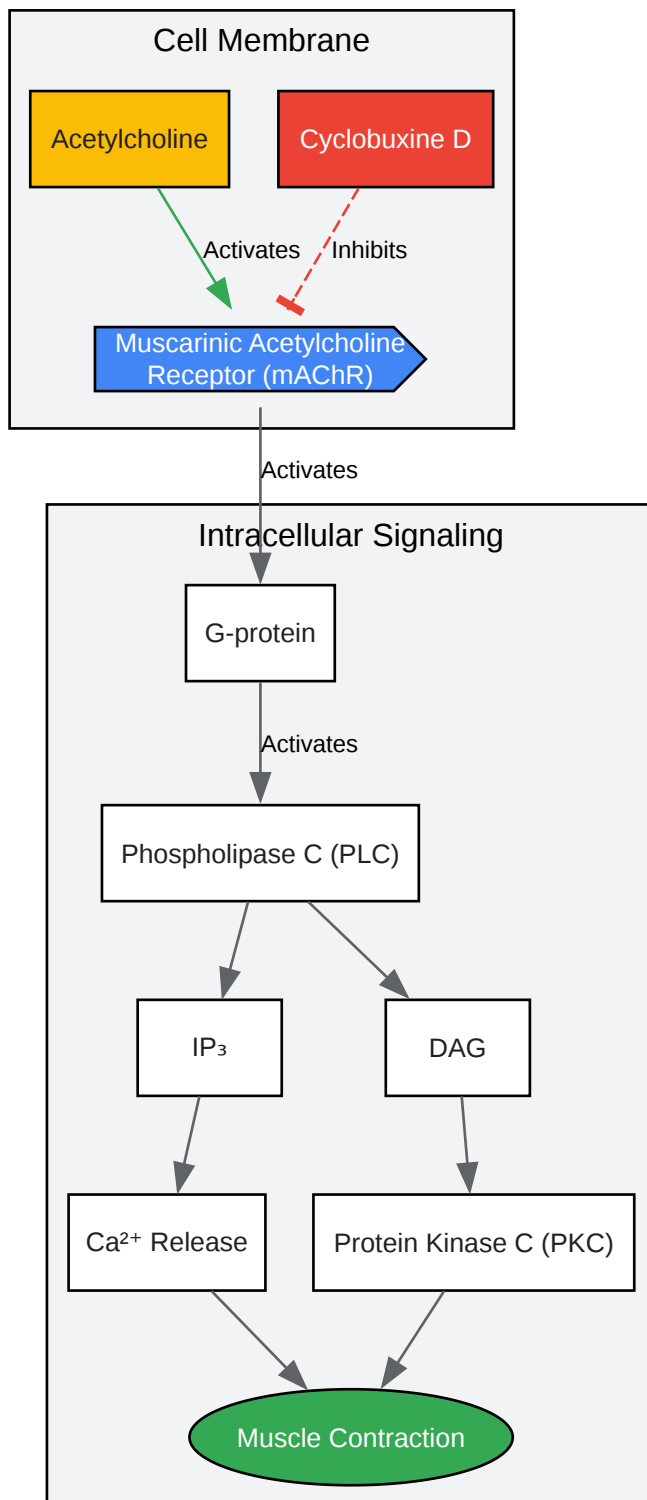 Cell Membrane
Acetylcholine
Cyclobuxine D
Activates
Inhibits
Muscarinic Acetylcholine
Receptor (mAChR)
Activates
Intracellular Signaling
G-protein
Activates
Phospholipase C (PLC)
IP₃
DAG
Ca²⁺ Release
Protein Kinase C (PKC)
Muscle Contraction